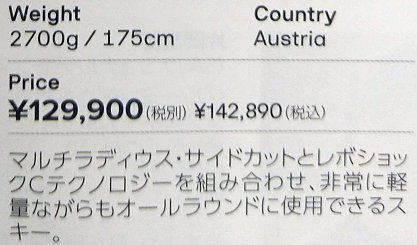 Weight Country
2700g / 175cm Austria
Price
¥129,900(税別) ¥142,890(税込)
マルチラディウス・サイドカットとレボショッ
クCテクノロジーを組み合わせ、非常に軽
量ながらもオールラウンドに使用できるス
キー。